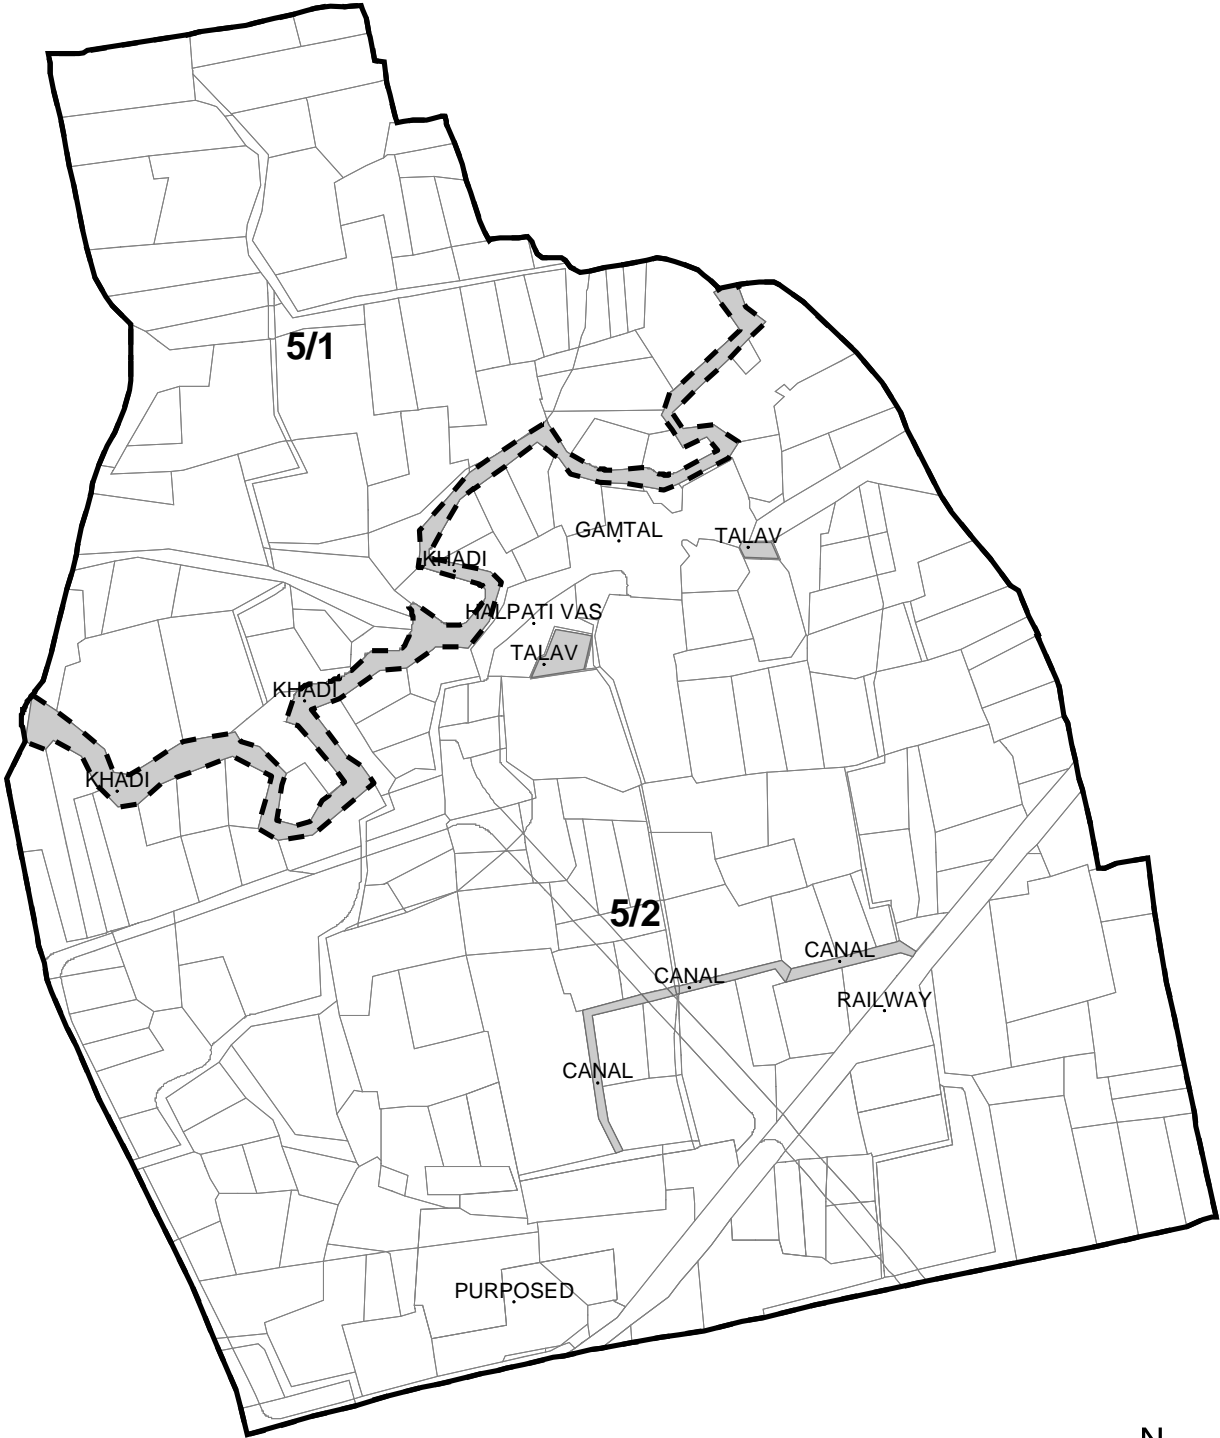 5/1
GAMTAL
TALAV
KHADI
HALPATI VAS
TALAV
KHADI
KHADI
5/2
CANAL
CANAL
RAILWAY
CANAL
PURPOSED
N